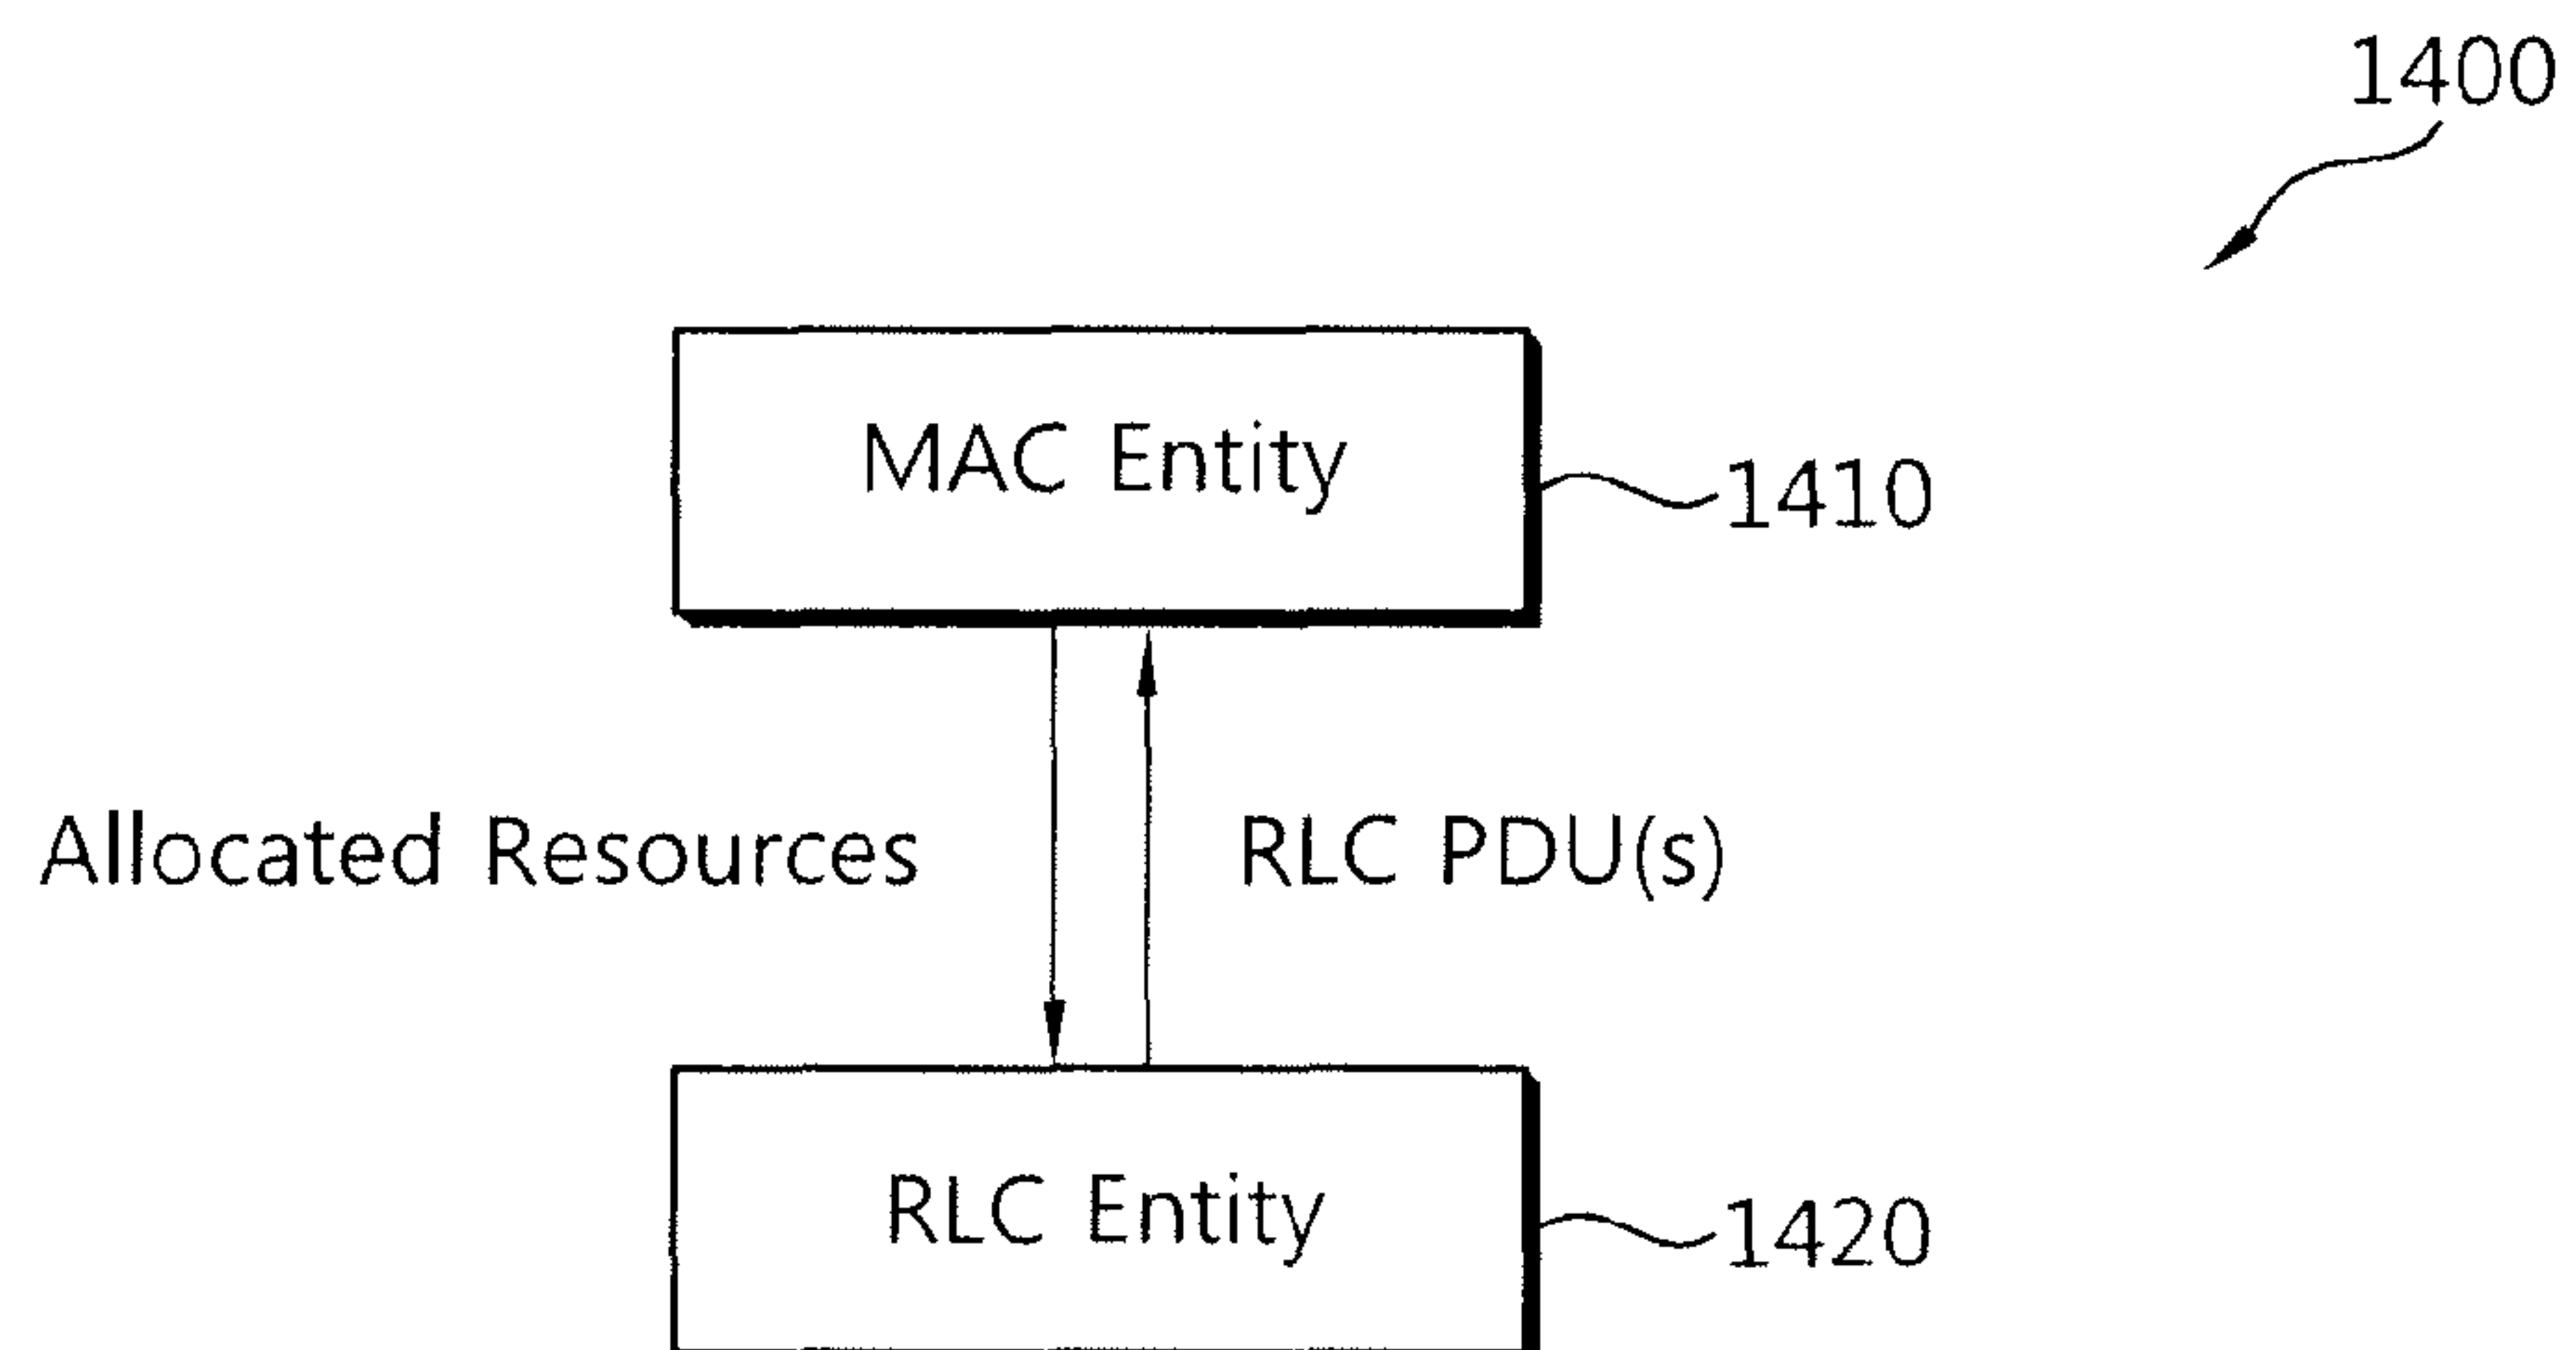 1400
MAC Entity
1410
Allocated Resources
RLC PDU(s)
RLC Entity
1420